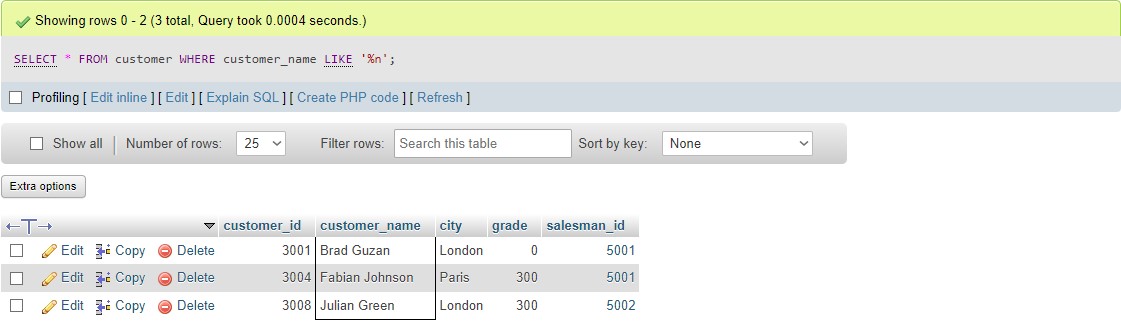 Showing rows 0 - 2 (3 total, Query took 0.0004 seconds.)
SELECT * FROM customer WHERE customer_name LIKE '%n';
Profiling [ Edit inline ] [ Edit ] [ Explain SQL ] [ Create PHP code ] [ Refresh ]
Show all Number of rows: 25 Filter rows: Search this table Sort by key: None
Extra options
customer_id customer_name city grade salesman_id
Edit Copy Delete 3001 Brad Guzan London 0 5001
Edit Copy Delete 3004 Fabian Johnson Paris 300 5001
Edit Copy Delete 3008 Julian Green London 300 5002